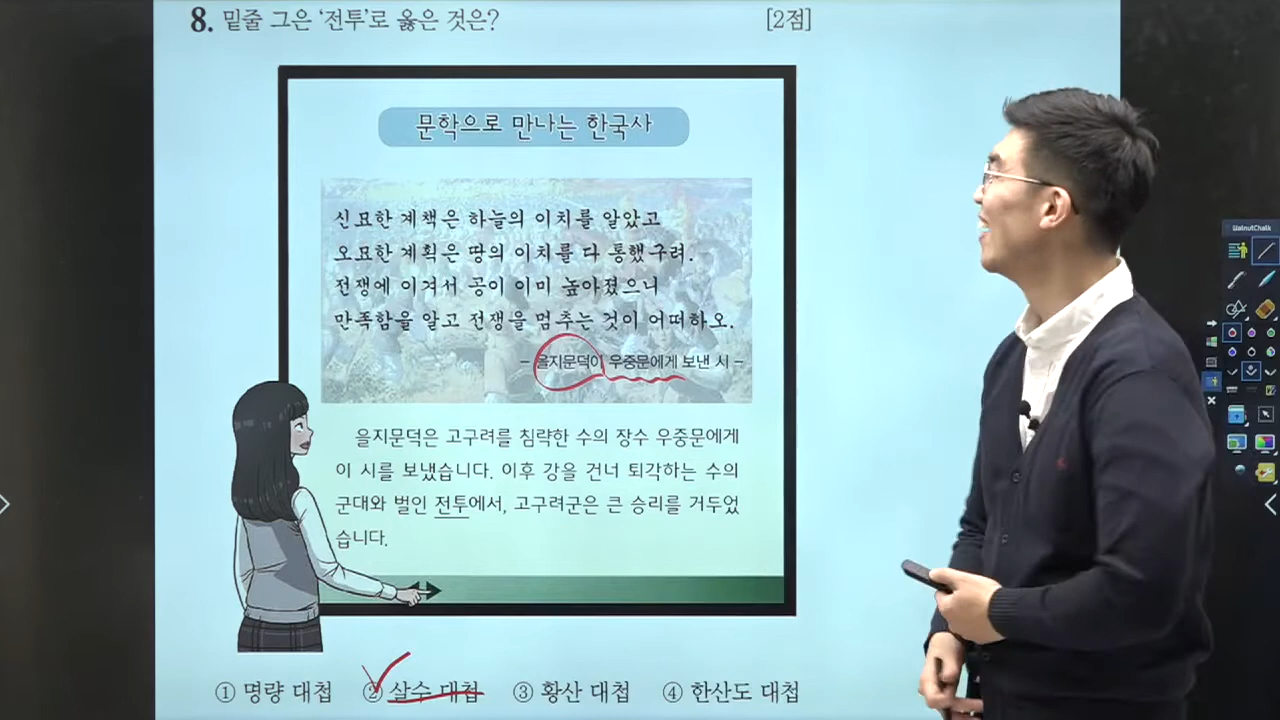 8. 밑줄 그은 ‘전투’로 옳은 것은? [2점]
문학으로 만나는 한국사
신묘한 계책은 하늘의 이치를 알았고
오묘한 계획은 땅의 이치를 다 통했구려.
전쟁에 이겨서 공이 이미 높아졌으니
만족함을 알고 전쟁을 멈추는 것이 어떠하오.
- 을지문덕이 우중문에게 보낸 시 -
을지문덕은 고구려를 침략한 수의 장수 우중문에게
이 시를 보냈습니다. 이후 강을 건너 퇴각하는 수의
군대와 벌인 전투에서, 고구려군은 큰 승리를 거두었
습니다.
① 명량 대첩 ② 살수 대첩 ③ 황산 대첩 ④ 한산도 대첩
WalnutChalk